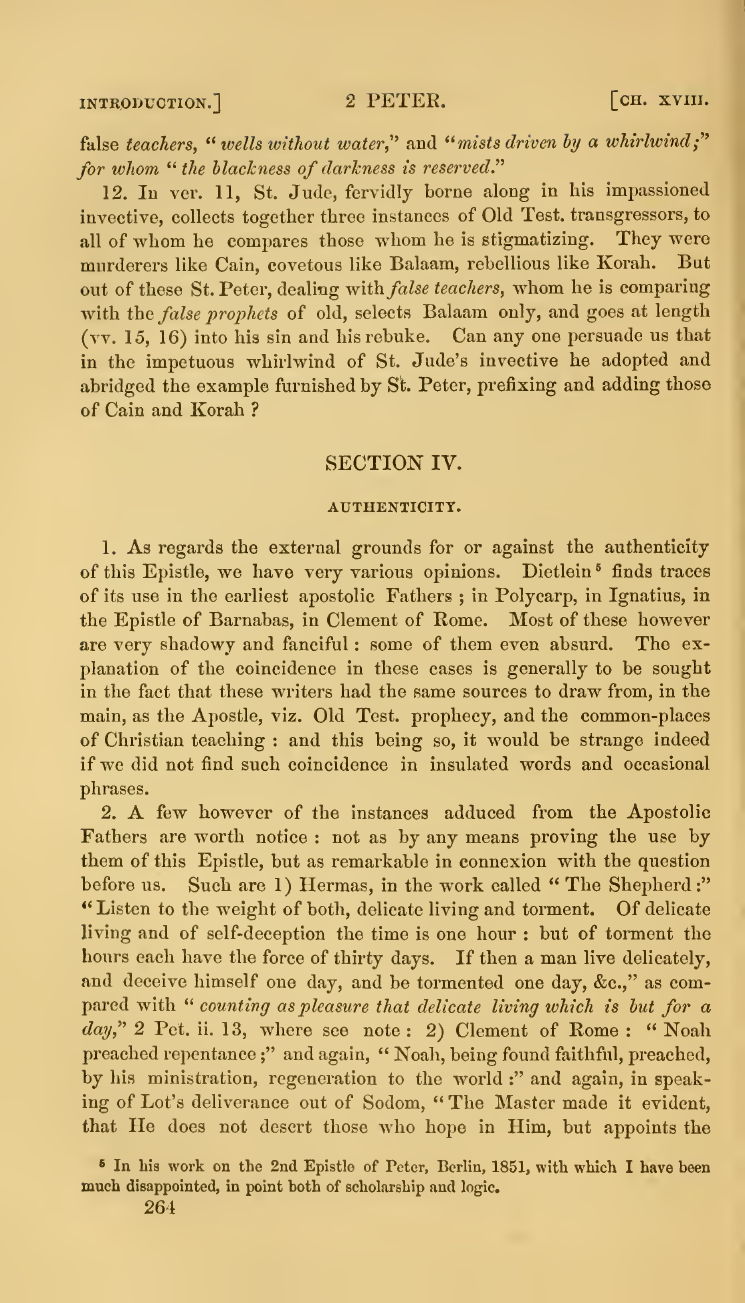 INTRODUCTION.] 2 PETER. [CH. XVIII.
false teachers, “ wells without water,” and “mists driven by a whirlwind;”
for whom “ the blackness of darkness is reserved.”
12. In ver. 11, St. Jude, fervidly borne along in his impassioned
invective, collects together three instances of Old Test. transgressors, to
all of whom he compares those whom he is stigmatizing. They were
murderers like Cain, covetous like Balaam, rebellious like Korah. But
out of these St. Peter, dealing with false teachers, whom he is comparing
with the false prophets of old, selects Balaam only, and goes at length
(vv. 15, 16) into his sin and his rebuke. Can any one persuade us that
in the impetuous whirlwind of St. Jude’s invective he adopted and
abridged the example furnished by St. Peter, prefixing and adding those
of Cain and Korah ?
SECTION IV.
AUTHENTICITY.
1. As regards the external grounds for or against the authenticity
of this Epistle, we have very various opinions. Dietlein ⁵ finds traces
of its use in the earliest apostolic Fathers ; in Polycarp, in Ignatius, in
the Epistle of Barnabas, in Clement of Rome. Most of these however
are very shadowy and fanciful : some of them even absurd. The ex-
planation of the coincidence in these cases is generally to be sought
in the fact that these writers had the same sources to draw from, in the
main, as the Apostle, viz. Old Test. prophecy, and the common-places
of Christian teaching : and this being so, it would be strange indeed
if we did not find such coincidence in insulated words and occasional
phrases.
2. A few however of the instances adduced from the Apostolic
Fathers are worth notice : not as by any means proving the use by
them of this Epistle, but as remarkable in connexion with the question
before us. Such are 1) Hermas, in the work called “ The Shepherd :”
“ Listen to the weight of both, delicate living and torment. Of delicate
living and of self-deception the time is one hour : but of torment the
hours each have the force of thirty days. If then a man live delicately,
and deceive himself one day, and be tormented one day, &c.,” as com-
pared with “ counting as pleasure that delicate living which is but for a
day,” 2 Pet. ii. 13, where see note : 2) Clement of Rome : “ Noah
preached repentance ;” and again, “ Noah, being found faithful, preached,
by his ministration, regeneration to the world :” and again, in speak-
ing of Lot’s deliverance out of Sodom, “ The Master made it evident,
that He does not desert those who hope in Him, but appoints the
⁵ In his work on the 2nd Epistle of Peter, Berlin, 1851, with which I have been
much disappointed, in point both of scholarship and logic.
264